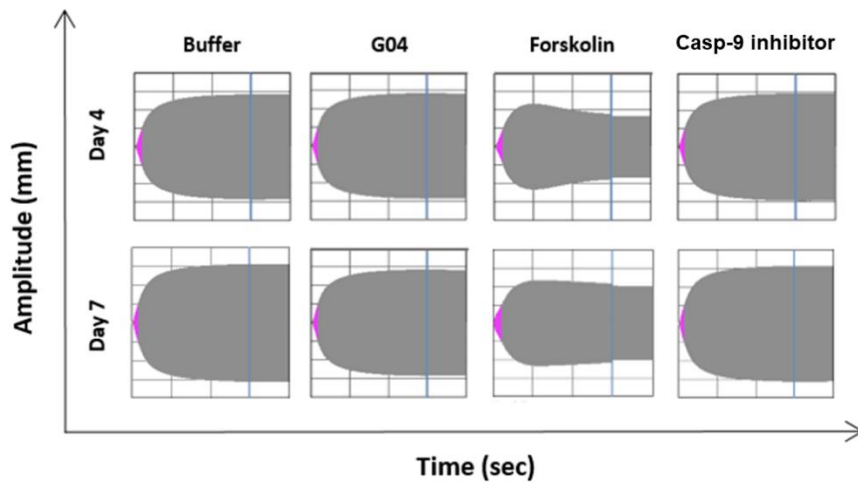 Buffer
G04
Forskolin
Casp-9 inhibitor
Day 4
Day 7
Amplitude (mm)
Time (sec)